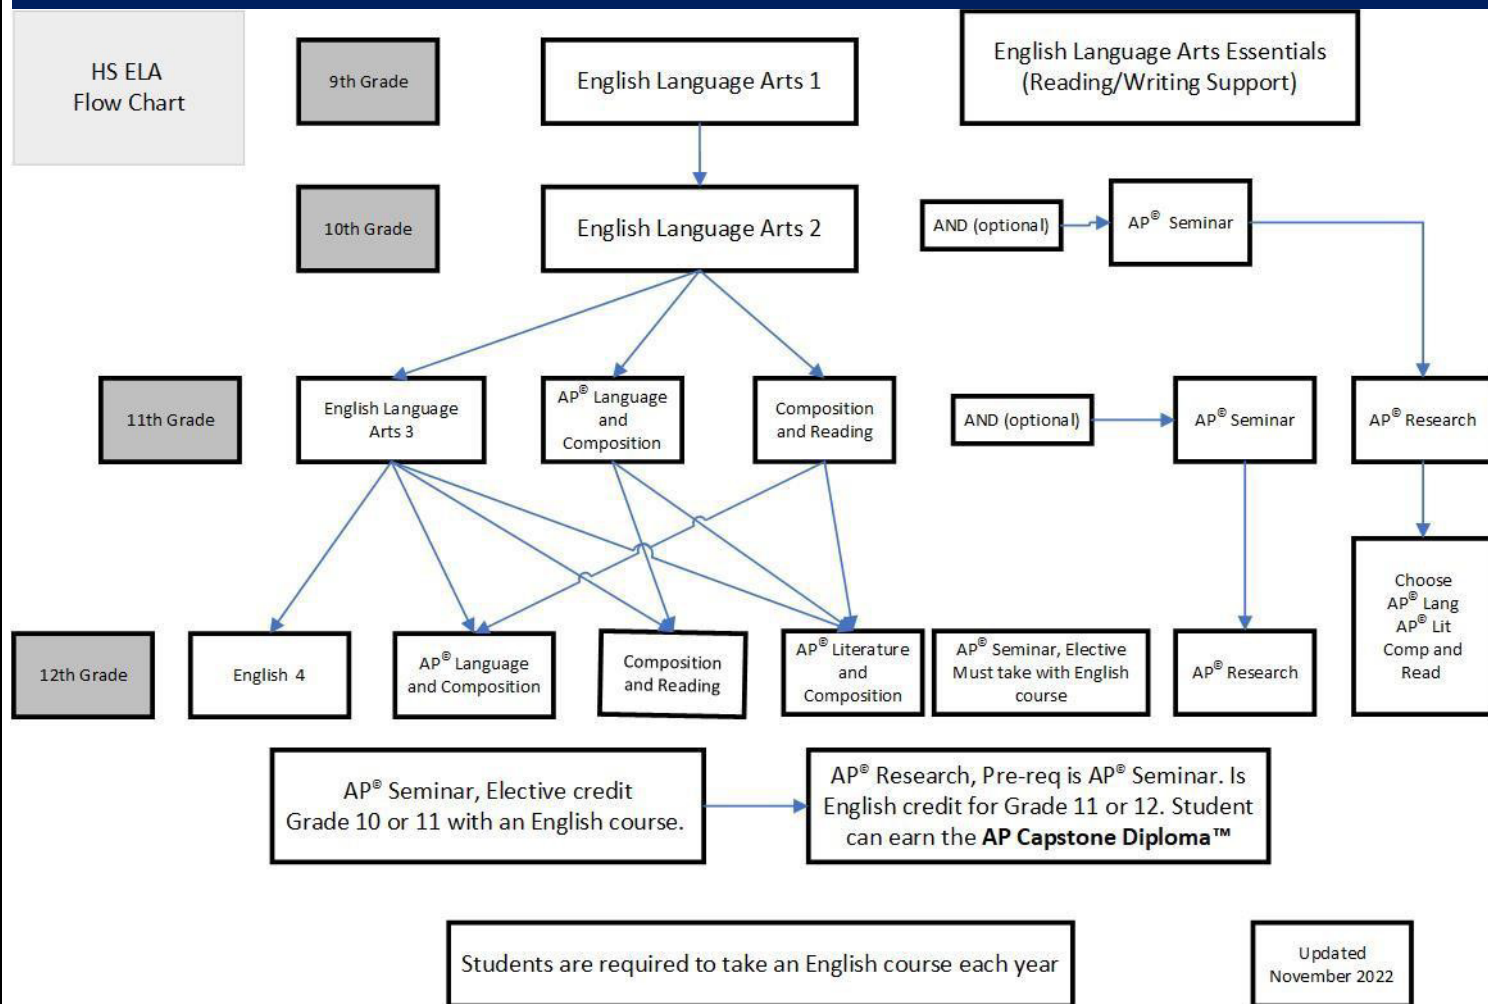 HS ELA
Flow Chart
9th Grade
English Language Arts 1
English Language Arts Essentials
(Reading/Writing Support)
10th Grade
English Language Arts 2
AND (optional)
AP® Seminar
11th Grade
English Language
Arts 3
AP® Language
and
Composition
Composition
and Reading
AND (optional)
AP® Seminar
AP® Research
12th Grade
English 4
AP® Language
and Composition
Composition
and Reading
AP® Literature
and
Composition
AP® Seminar, Elective
Must take with English
course
AP® Research
Choose
AP® Lang
AP® Lit
Comp and
Read
AP® Seminar, Elective credit
Grade 10 or 11 with an English course.
AP® Research, Pre-req is AP® Seminar. Is
English credit for Grade 11 or 12. Student
can earn the AP Capstone Diploma™
Students are required to take an English course each year
Updated
November 2022